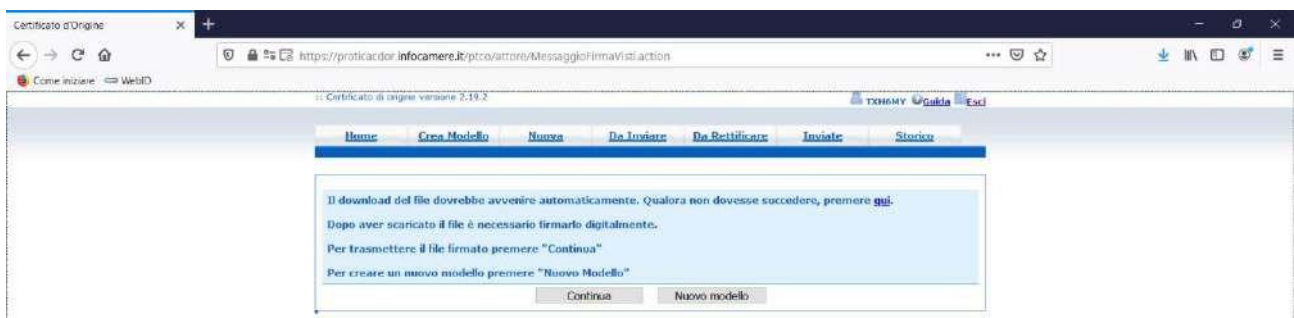 Certificato d'Origine
https://praticacdor.infocamere.it/ptco/attore/MessaggioFirmaVisti.action
Come iniziare WebID
:: Certificato di origine versione 2.19.2
TXH6MY Guida Esci
Home Crea Modello Nuova Da Inviare Da Rettificare Inviate Storico
Il download del file dovrebbe avvenire automaticamente. Qualora non dovesse succedere, premere qui.
Dopo aver scaricato il file è necessario firmarlo digitalmente.
Per trasmettere il file firmato premere "Continua"
Per creare un nuovo modello premere "Nuovo Modello"
Continua Nuovo modello